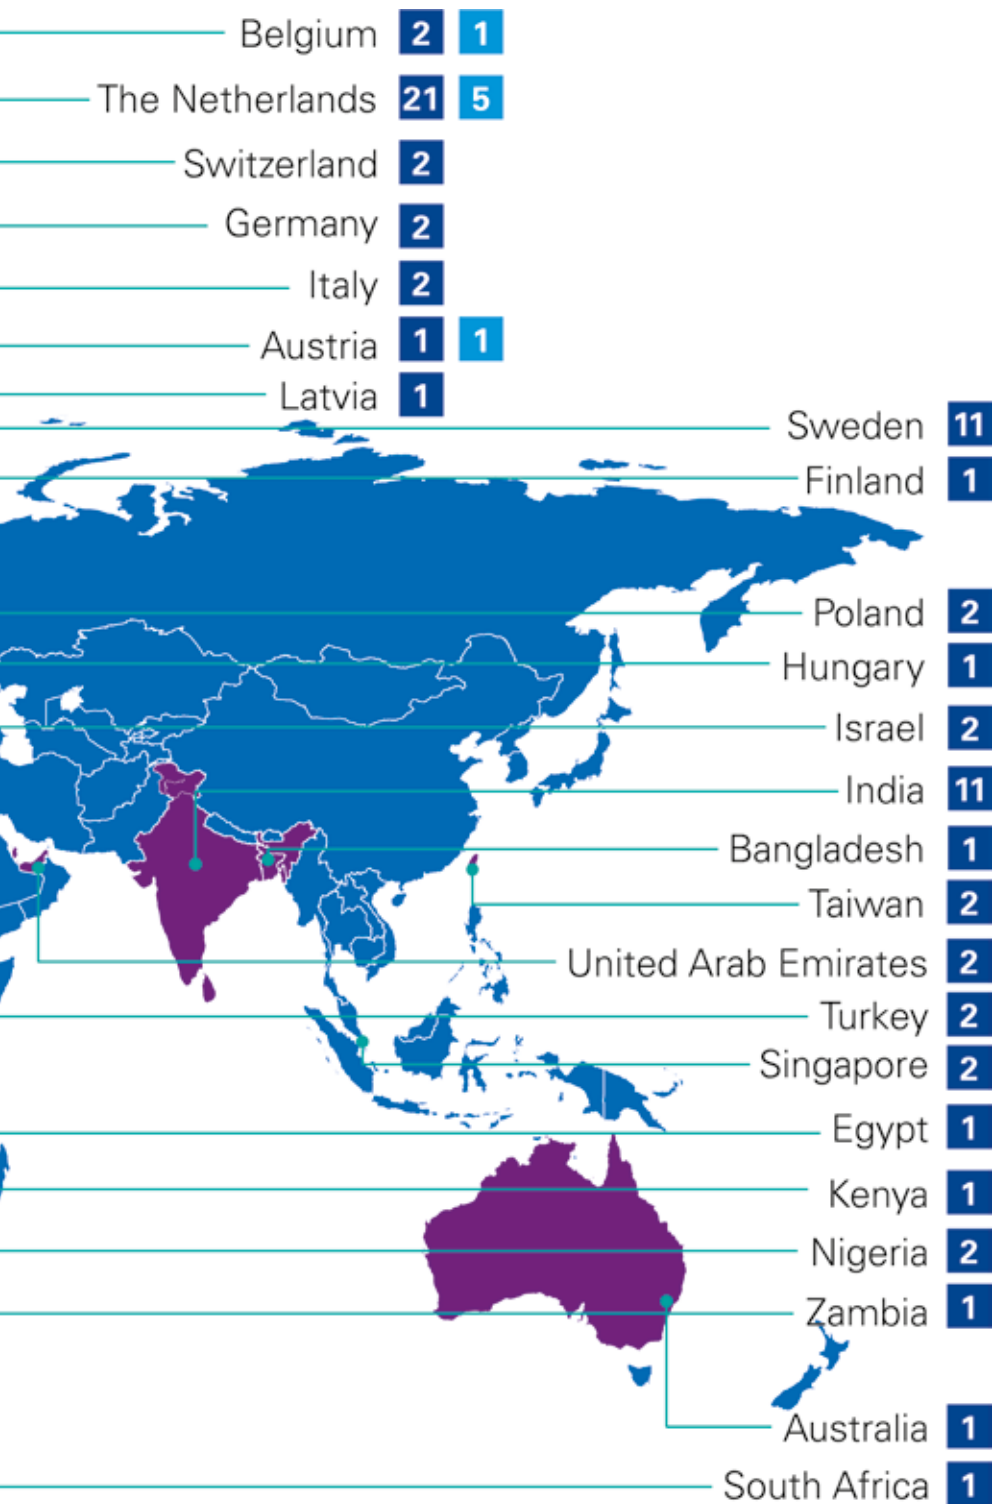 Belgium 2 1
The Netherlands 21 5
Switzerland 2
Germany 2
Italy 2
Austria 1 1
Latvia 1
Sweden 11
Finland 1
Poland 2
Hungary 1
Israel 2
India 11
Bangladesh 1
Taiwan 2
United Arab Emirates 2
Turkey 2
Singapore 2
Egypt 1
Kenya 1
Nigeria 2
Zambia 1
Australia 1
South Africa 1